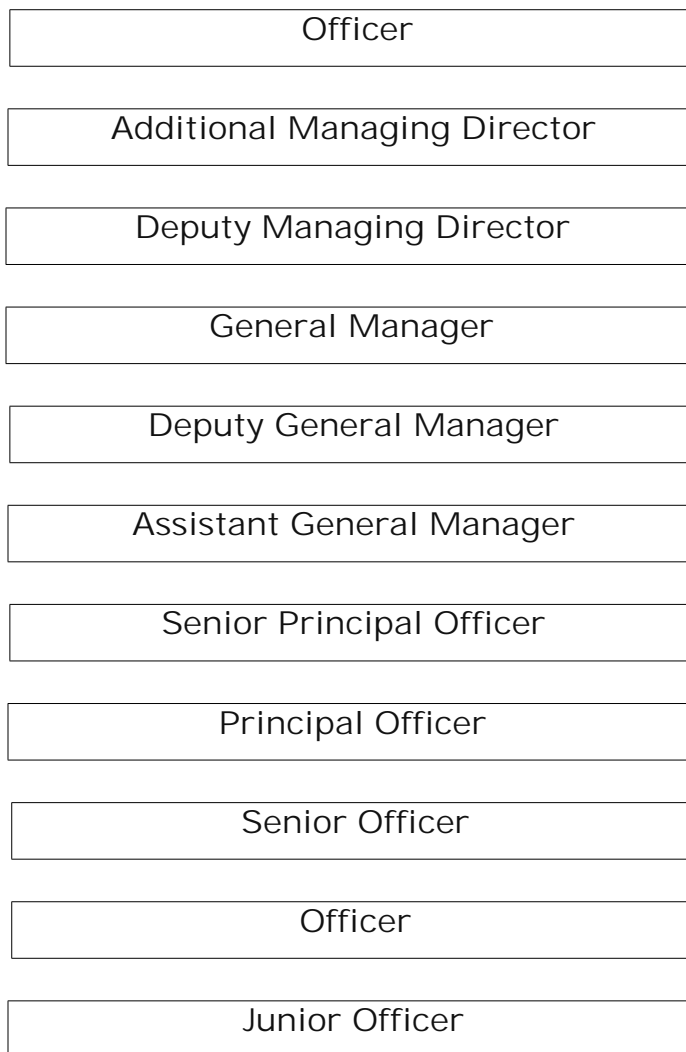 Officer
Additional Managing Director
Deputy Managing Director
General Manager
Deputy General Manager
Assistant General Manager
Senior Principal Officer
Principal Officer
Senior Officer
Officer
Junior Officer